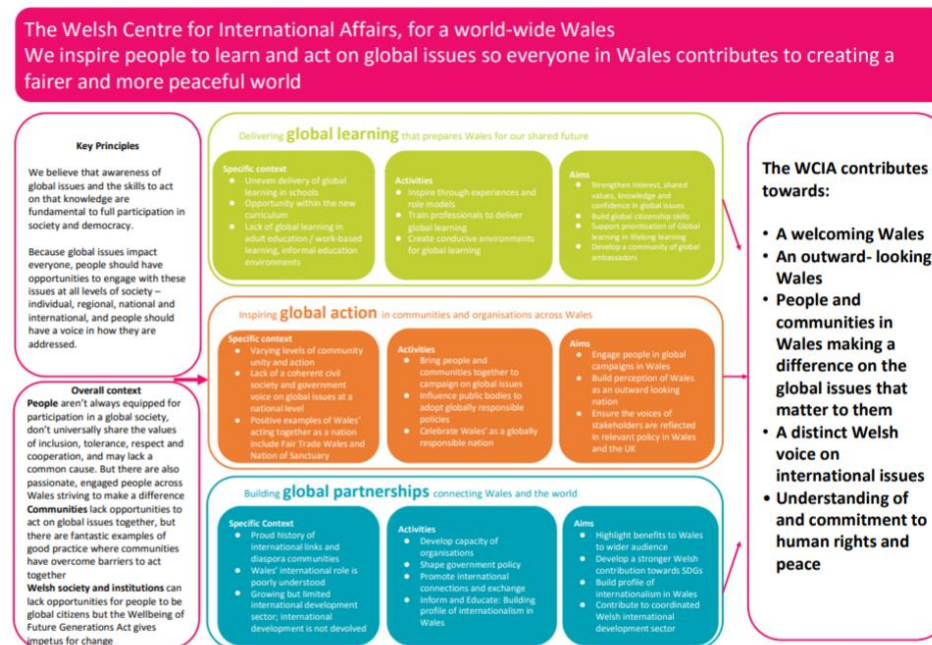 The Welsh Centre for International Affairs, for a world-wide Wales
We inspire people to learn and act on global issues so everyone in Wales contributes to creating a
fairer and more peaceful world
Key Principles
We believe that awareness of
global issues and the skills to act
on that knowledge are
fundamental to full participation in
society and democracy.
Because global issues impact
everyone, people should have
opportunities to engage with these
issues at all levels of society –
individual, regional, national and
international, and people should
have a voice in how they are
addressed.
Overall context
People aren't always equipped for
participation in a global society,
don't universally share the values
of inclusion, tolerance, respect and
cooperation, and may lack a
common cause. But there are also
passionate, engaged people across
Wales striving to make a difference
Communities lack opportunities to
act on global issues together, but
there are fantastic examples of
good practice where communities
have overcome barriers to act
together
Welsh society and institutions can
lack opportunities for people to be
global citizens but the Wellbeing of
Future Generations Act gives
impetus for change
Delivering global learning that prepares Wales for our shared future
Specific context
● Uneven delivery of global
learning in schools
● Opportunity within the new
curriculum
● Lack of global learning in
adult education / work-based
learning, informal education
environments
Activities
● Inspire through experiences and
role models
● Train professionals to deliver
global learning
● Create conducive environments
for global learning
Aims
● Strengthen interest, shared
values, knowledge and
confidence in global issues
● Build global citizenship skills
● Support prioritisation of Global
learning in lifelong learning
● Develop a community of global
ambassadors
Inspiring global action in communities and organisations across Wales
Specific context
● Varying levels of community
unity and action
● Lack of a coherent civil
society and government
voice on global issues at a
national level
● Positive examples of Wales'
acting together as a nation
include Fair Trade Wales and
Nation of Sanctuary
Activities
● Bring people and
communities together to
campaign on global issues
● Influence public bodies to
adopt globally responsible
policies
● Celebrate Wales' as a globally
responsible nation
Aims
● Engage people in global
campaigns in Wales
● Build perception of Wales
as an outward looking
nation
● Ensure the voices of
stakeholders are reflected
in relevant policy in Wales
and the UK
Building global partnerships connecting Wales and the world
Specific Context
● Proud history of
international links and
diaspora communities
● Wales' international role is
poorly understood
● Growing but limited
international development
sector; international
development is not devolved
Activities
● Develop capacity of
organisations
● Shape government policy
● Promote international
connections and exchange
● Inform and Educate: Building
profile of internationalism in
Wales
Aims
● Highlight benefits to Wales
to wider audience
● Develop a stronger Welsh
contribution towards SDGs
● Build profile of
internationalism in Wales
● Contribute to coordinated
Welsh international
development sector
The WCIA contributes
towards:
• A welcoming Wales
• An outward- looking
Wales
• People and
communities in
Wales making a
difference on the
global issues that
matter to them
• A distinct Welsh
voice on
international issues
• Understanding of
and commitment to
human rights and
peace